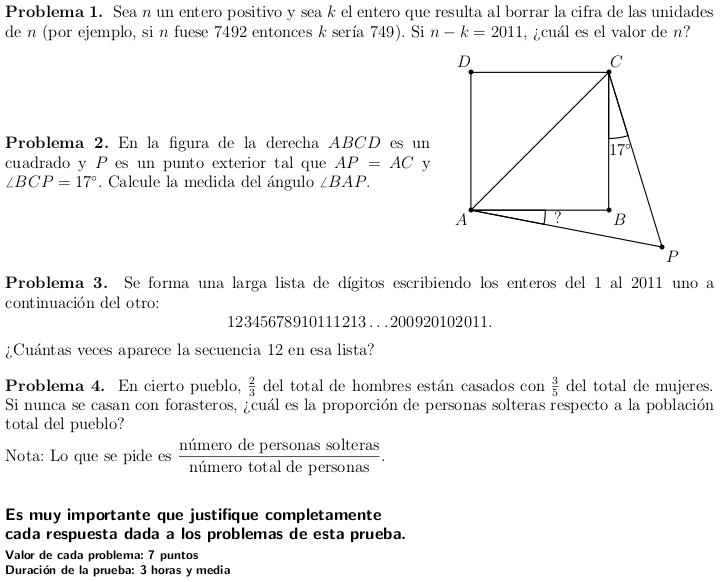 Problema 1. Sea n un entero positivo y sea k el entero que resulta al borrar la cifra de las unidades
de n (por ejemplo, si n fuese 7492 entonces k sería 749). Si n − k = 2011, ¿cuál es el valor de n?
D
C
17°
A
?
B
P
Problema 2. En la figura de la derecha ABCD es un
cuadrado y P es un punto exterior tal que AP = AC y
∠BCP = 17°. Calcule la medida del ángulo ∠BAP.
Problema 3. Se forma una larga lista de dígitos escribiendo los enteros del 1 al 2011 uno a
continuación del otro:
12345678910111213 . . . 200920102011.
¿Cuántas veces aparece la secuencia 12 en esa lista?
Problema 4. En cierto pueblo, 2/3 del total de hombres están casados con 3/5 del total de mujeres.
Si nunca se casan con forasteros, ¿cuál es la proporción de personas solteras respecto a la población
total del pueblo?
Nota: Lo que se pide es número de personas solteras / número total de personas.
Es muy importante que justifique completamente
cada respuesta dada a los problemas de esta prueba.
Valor de cada problema: 7 puntos
Duración de la prueba: 3 horas y media